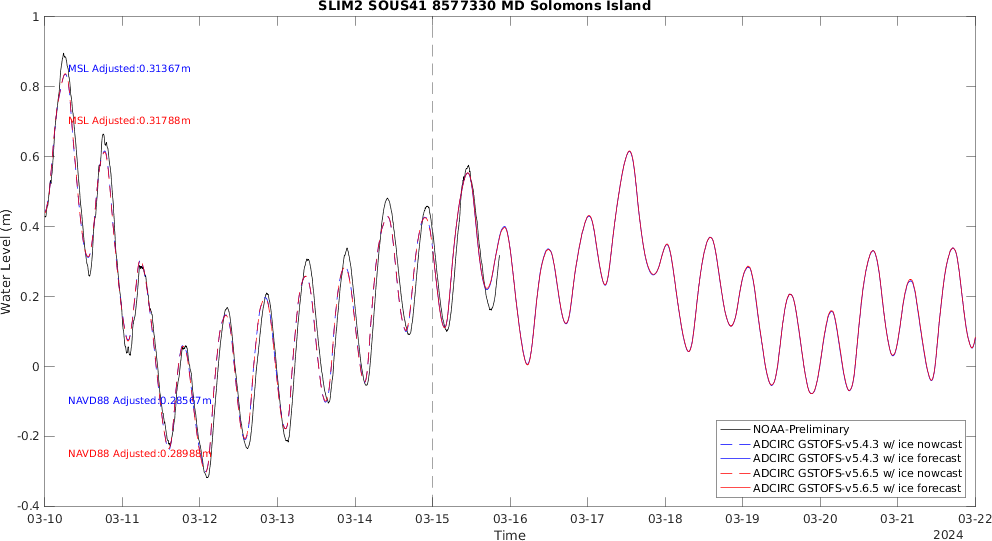 SLIM2 SOUS41 8577330 MD Solomons Island
Water Level (m)
1
0.8
0.6
0.4
0.2
0
-0.2
-0.4
MSL Adjusted:0.31367m
MSL Adjusted:0.31788m
NAVD88 Adjusted:0.28567m
NAVD88 Adjusted:0.28988m
NOAA-Preliminary
ADCIRC GSTOFS-v5.4.3 w/ ice nowcast
ADCIRC GSTOFS-v5.4.3 w/ ice forecast
ADCIRC GSTOFS-v5.6.5 w/ ice nowcast
ADCIRC GSTOFS-v5.6.5 w/ ice forecast
03-10 03-11 03-12 03-13 03-14 03-15 03-16 03-17 03-18 03-19 03-20 03-21 03-22
Time
2024